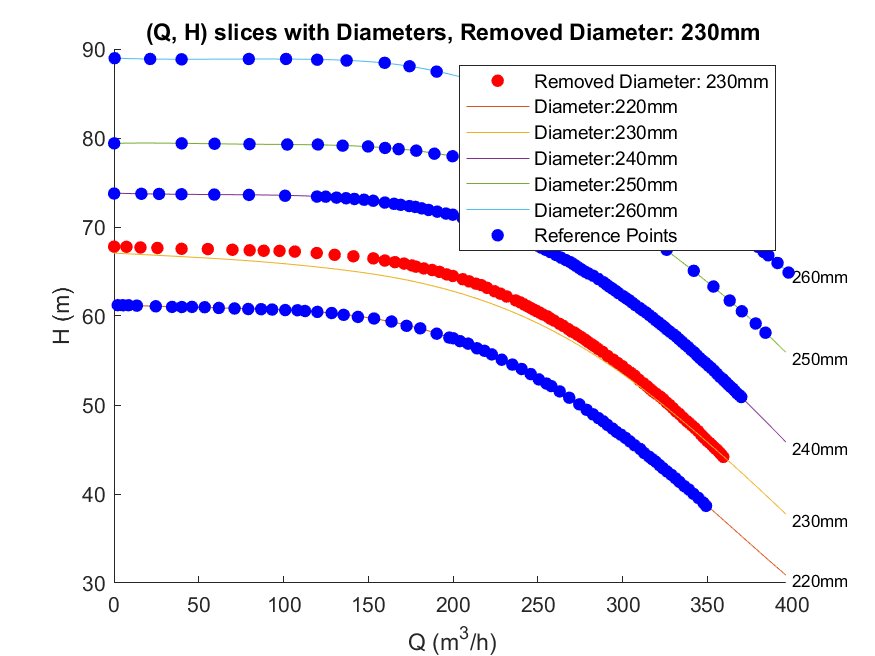 (Q, H) slices with Diameters, Removed Diameter: 230mm
90
80
70
60
50
40
30
H (m)
Removed Diameter: 230mm
Diameter:220mm
Diameter:230mm
Diameter:240mm
Diameter:250mm
Diameter:260mm
Reference Points
260mm
250mm
240mm
230mm
220mm
0 50 100 150 200 250 300 350 400
Q (m³/h)